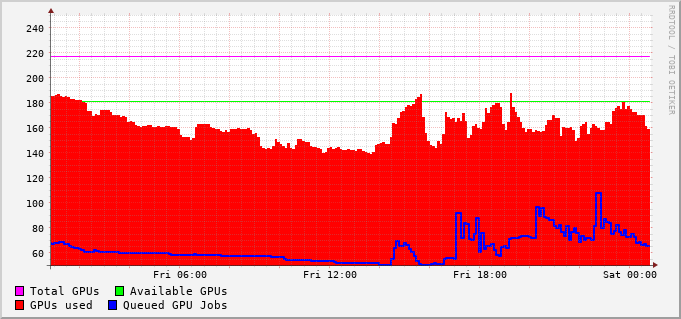 240
220
200
180
160
140
120
100
80
60
Fri 06:00 Fri 12:00 Fri 18:00 Sat 00:00
Total GPUs Available GPUs
GPUs used Queued GPU Jobs
RRDTOOL / TOBI OETIKER